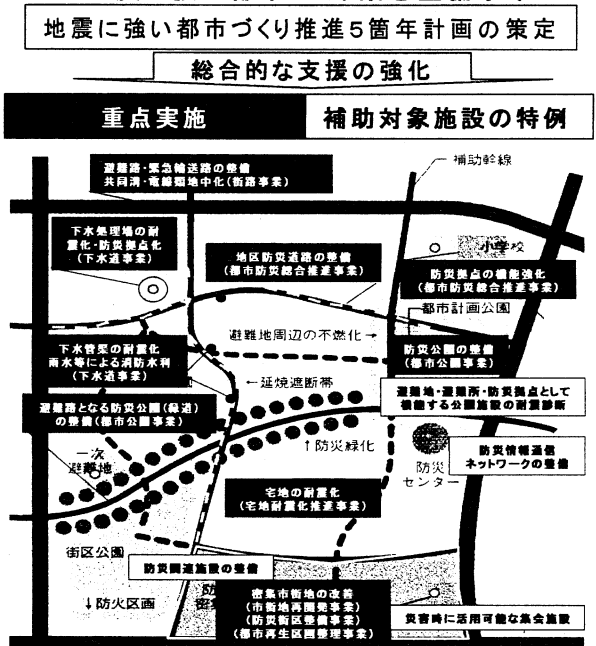 地震に強い都市づくり推進5箇年計画の策定
総合的な支援の強化
重点実施
補助対象施設の特例
避難路・緊急輸送路の整備
共同溝・電線類地中化(街路事業)
補助幹線
下水処理場の耐
震化・防災拠点化
(下水道事業)
地区防災道路の整備
(都市防災総合推進事業)
小学校
防災拠点の機能強化
(都市防災総合推進事業)
都市計画公園
避難地周辺の不燃化→
下水管渠の耐震化
雨水等による消防水利
(下水道事業)
防災公園の整備
(都市公園事業)
←延焼遮断帯
避難地・避難所・防災拠点として
機能する公園施設の耐震診断
避難路となる防災公園(緑道)
の整備(都市公園事業)
↑防災緑化
防災情報通信
ネットワークの整備
一次
避難地
防災
センター
宅地の耐震化
(宅地耐震化推進事業)
街区公園
防災関連施設の整備
↓防火区画
密集市街地の改善
(市街地再開発事業)
(防災街区整備事業)
(都市再生区画整理事業)
災害時に活用可能な集会施設